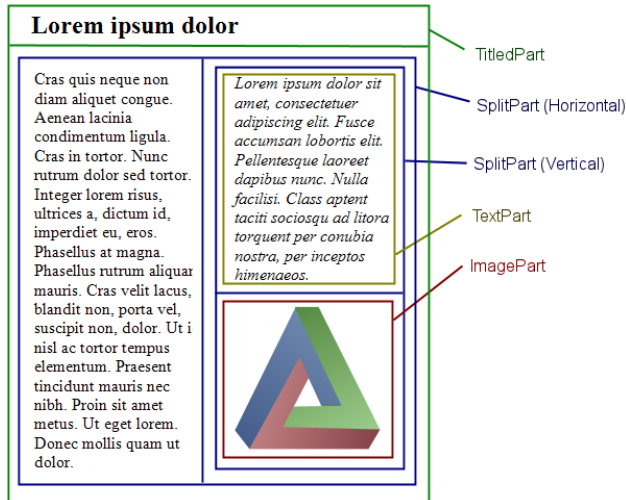 Lorem ipsum dolor
Cras quis neque non
diam aliquet congue.
Aenean lacinia
condimentum ligula.
Cras in tortor. Nunc
rutrum dolor sed tortor.
Integer lorem risus,
ultrices a, dictum id,
imperdiet eu, eros.
Phasellus at magna.
Phasellus rutrum aliquar
mauris. Cras velit lacus,
blandit non, porta vel,
suscipit non, dolor. Ut i
nisl ac tortor tempus
elementum. Praesent
tincidunt mauris nec
nibh. Proin sit amet
metus. Ut eget lorem.
Donec mollis quam ut
dolor.
Lorem ipsum dolor sit
amet, consectetuer
adipiscing elit. Fusce
accumsan lobortis elit.
Pellentesque laoreet
dapibus nunc. Nulla
facilisi. Class aptent
taciti sociosqu ad litora
torquent per conubia
nostra, per inceptos
himenaeos.
TitledPart
SplitPart (Horizontal)
SplitPart (Vertical)
TextPart
ImagePart